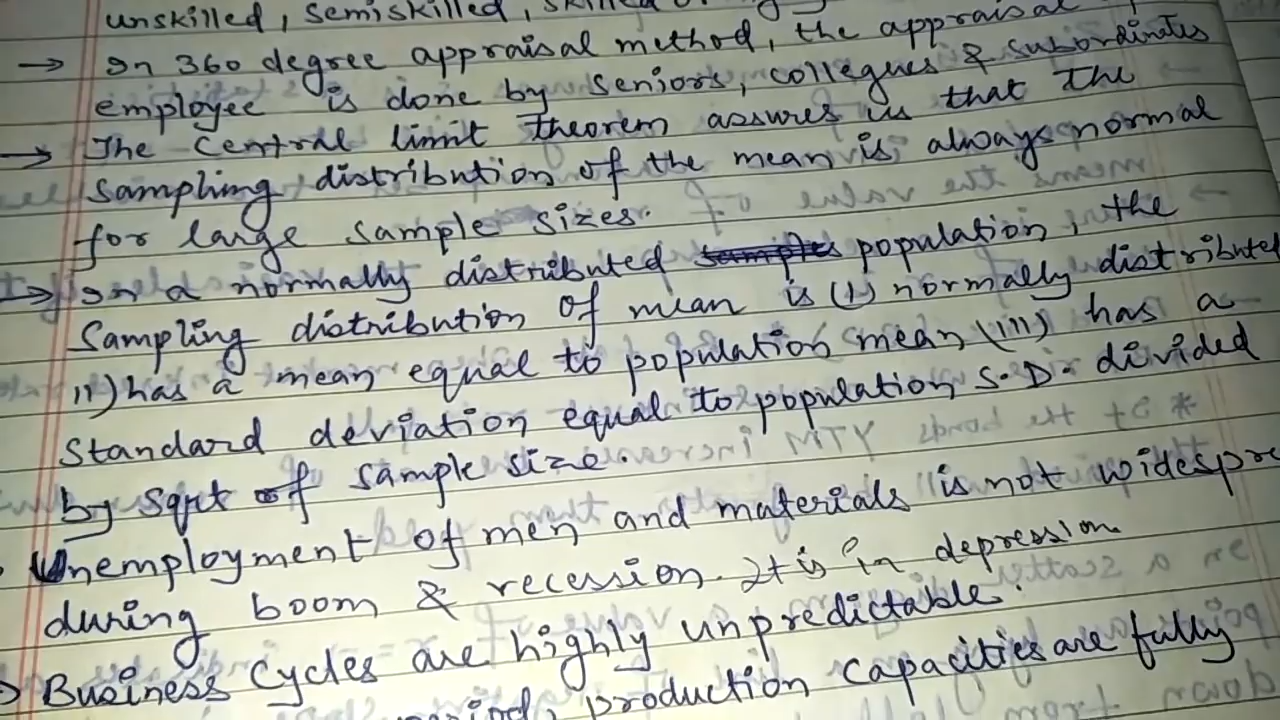 unskilled, semiskilled, skilled
→ In 360 degree appraisal method, the appraisal
employee is done by seniors, collegues & subordinates
→ The Central limit theorem assures us that the
sampling distribution of the mean is always normal
for large sample sizes.
→ In a normally distributed samples population, the
Sampling distribution of mean is (i) normally distributed
ii) has a mean equal to population mean (iii) has a
standard deviation equal to population S.D. divided
by sqrt of sample size.
Unemployment of men and materials is not widespre
during boom & recession. It is in depression.
→ Business Cycles are highly unpredictable.
production capacities are fully